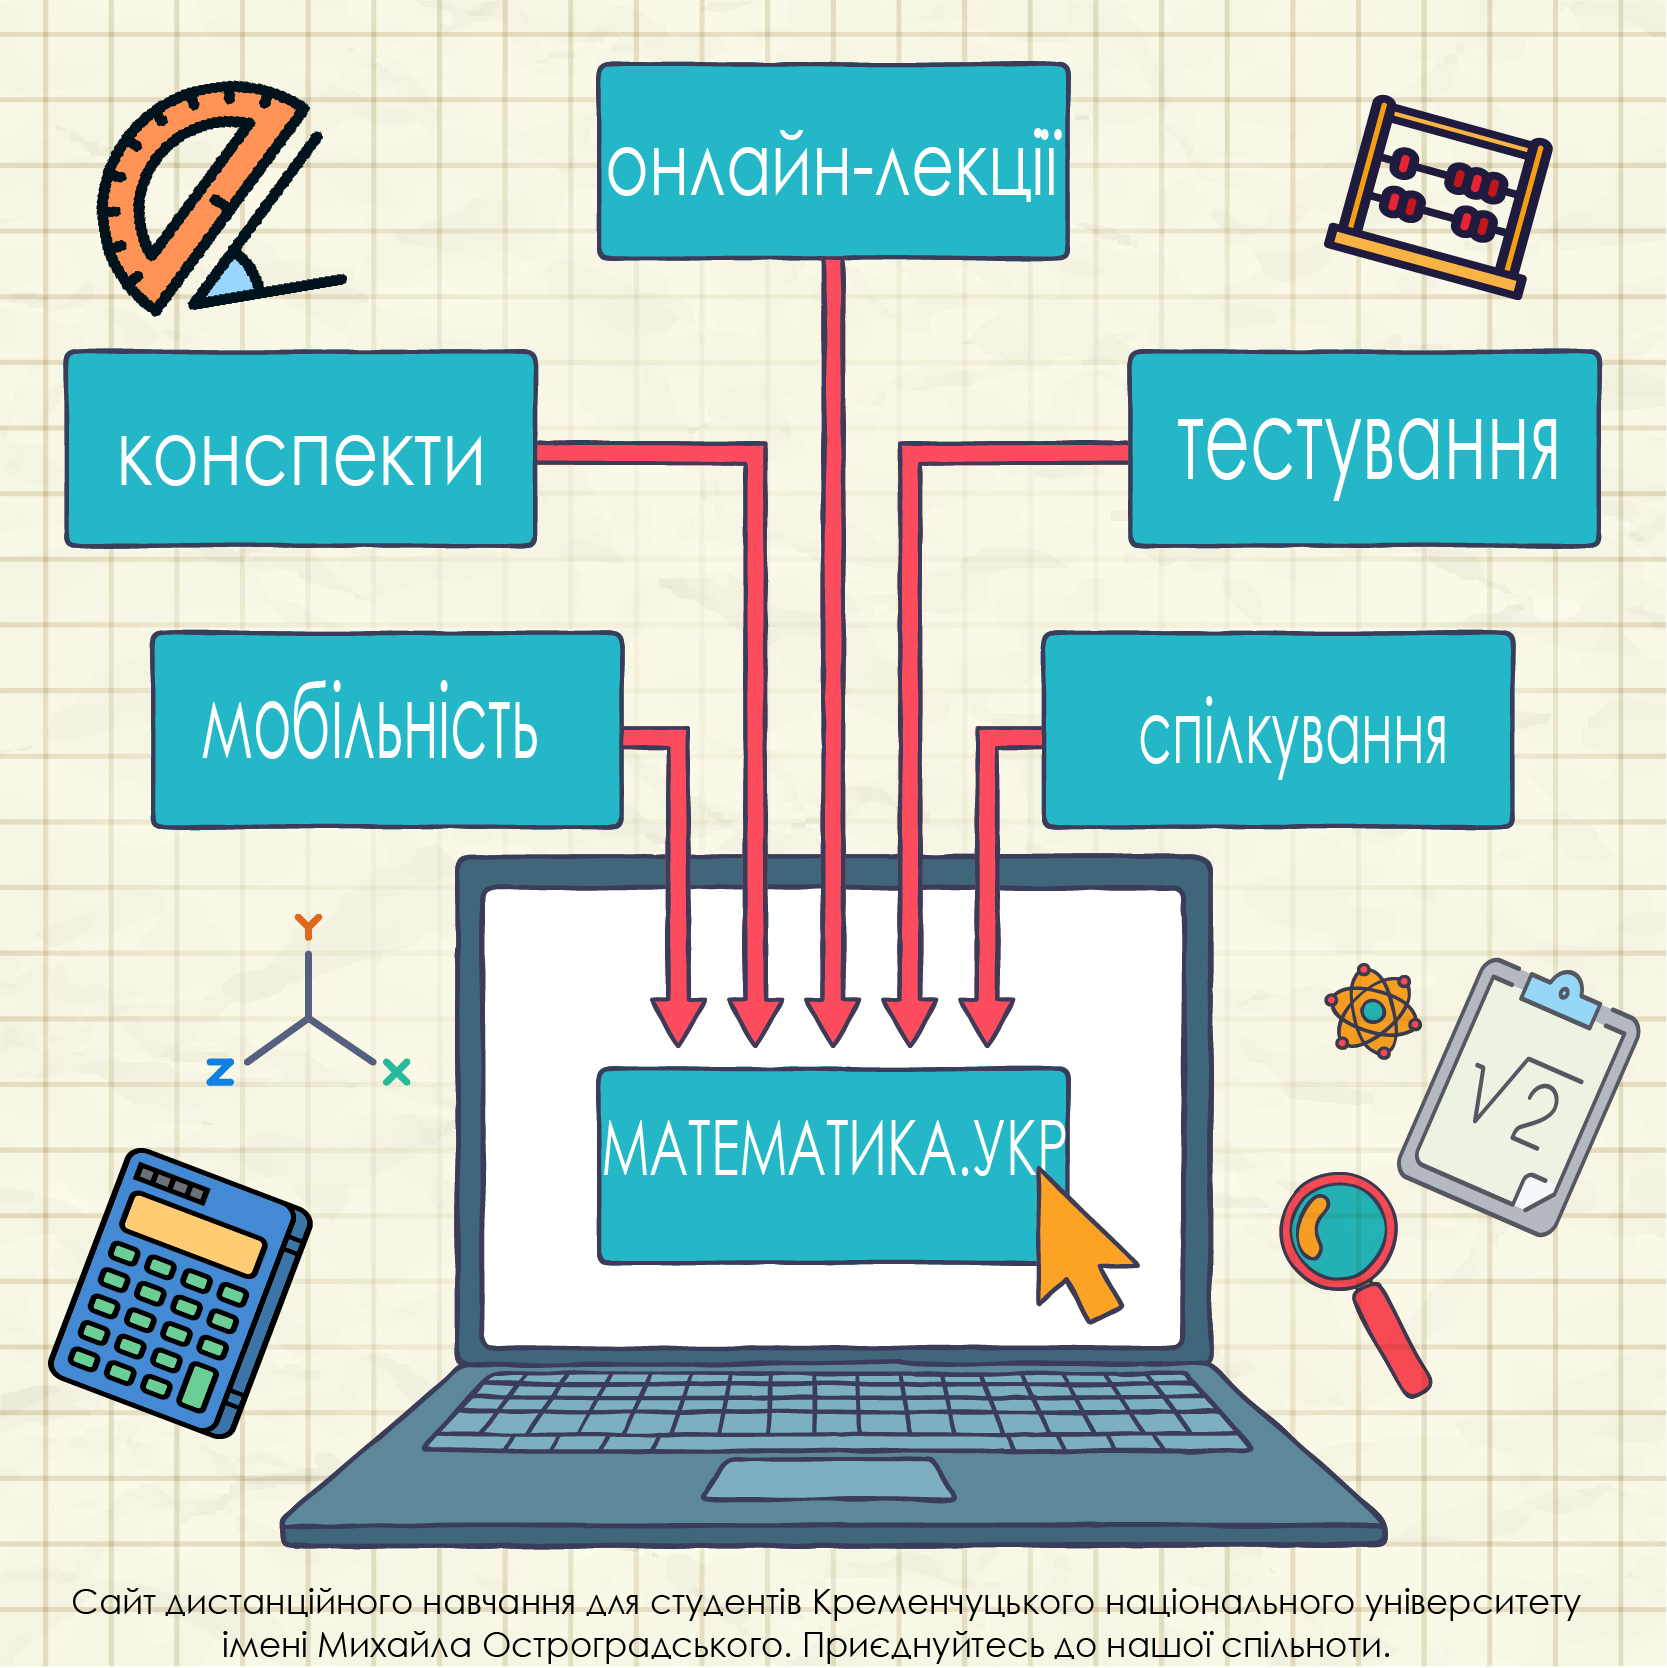 онлайн-лекції
конспекти
тестування
мобільність
спілкування
Y
Z
X
МАТЕМАТИКА.УКР
√2
Сайт дистанційного навчання для студентів Кременчуцького національного університету
імені Михайла Остроградського. Приєднуйтесь до нашої спільноти.